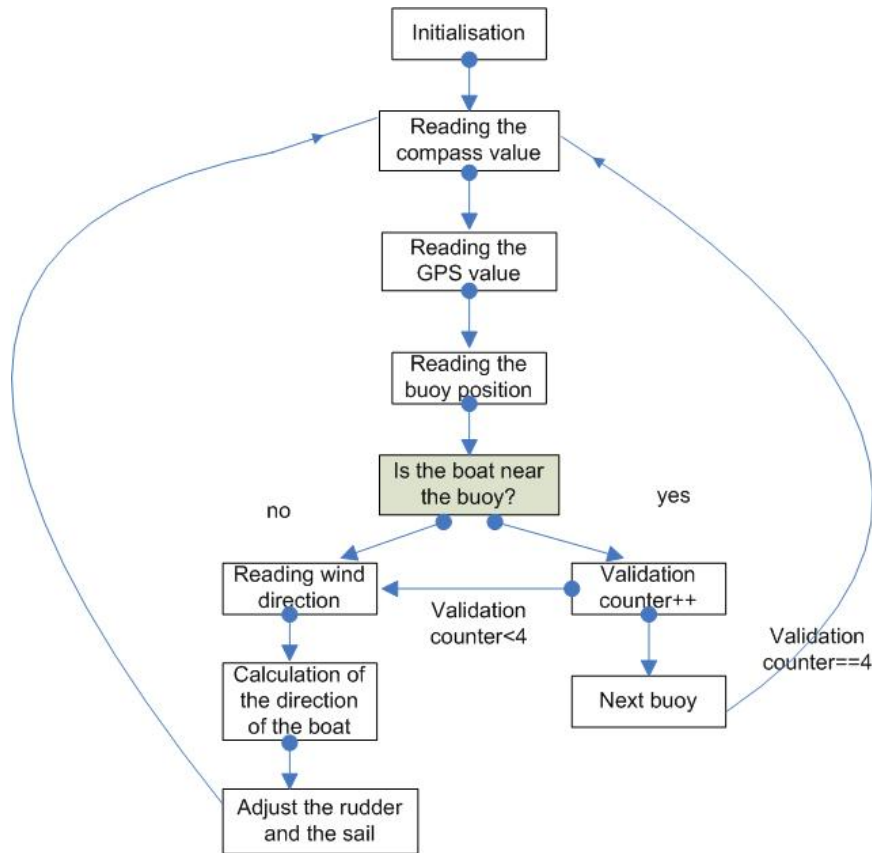 Initialisation
Reading the
compass value
Reading the
GPS value
Reading the
buoy position
Is the boat near
the buoy?
no
yes
Reading wind
direction
Validation
counter<4
Validation
counter++
Validation
counter==4
Calculation of
the direction
of the boat
Next buoy
Adjust the rudder
and the sail